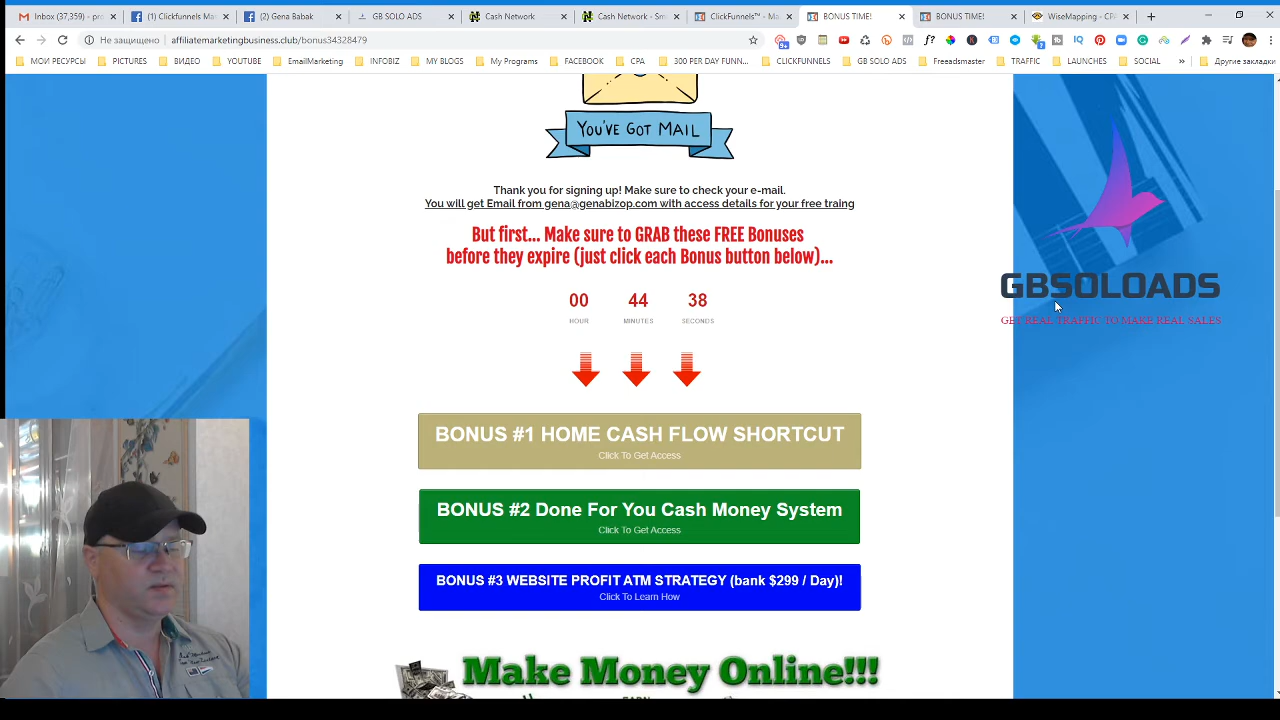 Inbox (37,359) - pro
(1) Clickfunnels Mas
(2) Gena Babak
GB SOLO ADS
Cash Network
Cash Network - Sm
ClickFunnels™ - Ma
BONUS TIME!
BONUS TIME!
WiseMapping - CPA
Не защищено
affiliatemarketingbusiness.club/bonus34328479
МОИ РЕСУРСЫ
PICTURES
ВИДЕО
YOUTUBE
EmailMarketing
INFOBIZ
MY BLOGS
My Programs
FACEBOOK
CPA
300 PER DAY FUNN...
CLICKFUNNELS
GB SOLO ADS
Freeadsmaster
TRAFFIC
LAUNCHES
SOCIAL
Другие закладки
YOU'VE GOT MAIL
Thank you for signing up! Make sure to check your e-mail.
You will get Email from gena@genabizop.com with access details for your free traing
But first... Make sure to GRAB these FREE Bonuses
before they expire (just click each Bonus button below)...
00 44 38
HOUR MINUTES SECONDS
GBSOLOADS
GET REAL TRAFFIC TO MAKE REAL SALES
BONUS #1 HOME CASH FLOW SHORTCUT
Click To Get Access
BONUS #2 Done For You Cash Money System
Click To Get Access
BONUS #3 WEBSITE PROFIT ATM STRATEGY (bank $299 / Day)!
Click To Learn How
Make Money Online!!!